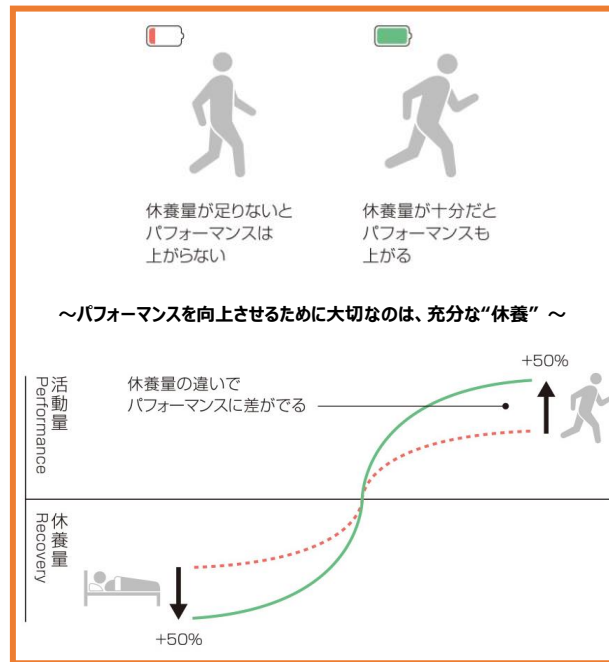 休養量が足りないと
パフォーマンスは
上がらない
休養量が十分だと
パフォーマンスも
上がる
～パフォーマンスを向上させるために大切なのは、充分な“休養” ～
+50%
活動量
Performance
休養量の違いで
パフォーマンスに差がでる
休養量
Recovery
+50%